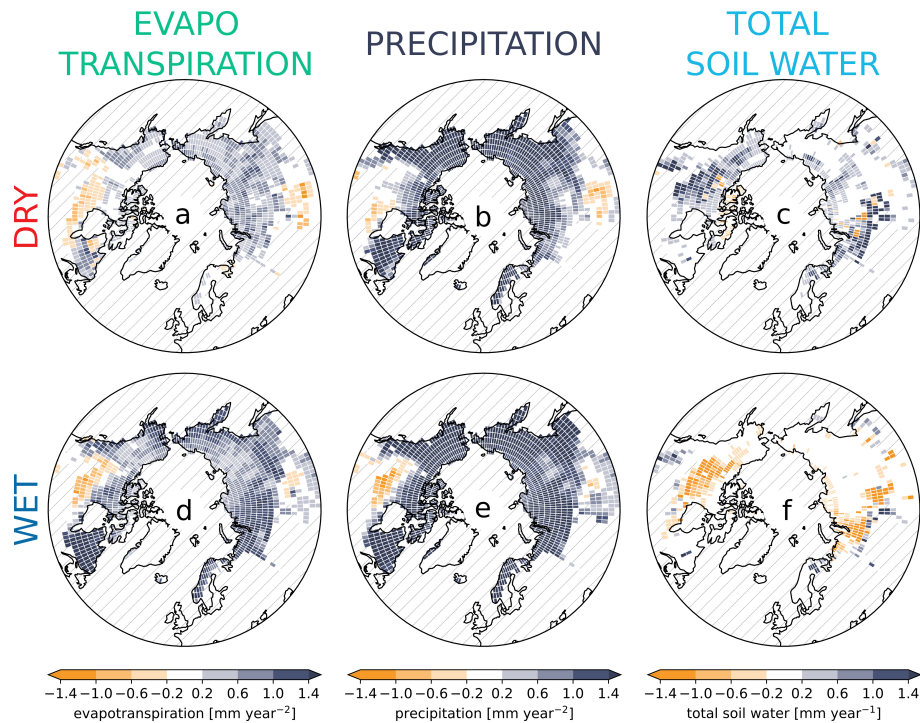 EVAPO
TRANSPIRATION
PRECIPITATION
TOTAL
SOIL WATER
DRY
a
b
c
WET
d
e
f
−1.4 −1.0 −0.6 −0.2 0.2 0.6 1.0 1.4
evapotranspiration [mm year⁻²]
−1.4 −1.0 −0.6 −0.2 0.2 0.6 1.0 1.4
precipitation [mm year⁻²]
−1.4 −1.0 −0.6 −0.2 0.2 0.6 1.0 1.4
total soil water [mm year⁻¹]